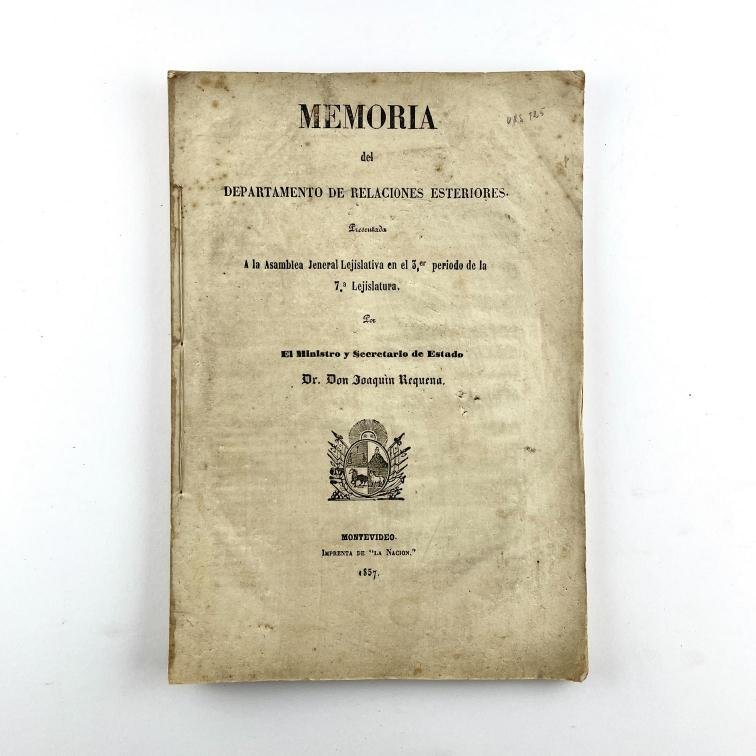 MEMORIA
del
DEPARTAMENTO DE RELACIONES ESTERIORES.
Presentada
A la Asamblea Jeneral Lejislativa en el 3,er periodo de la
7.a Lejislatura.
Por
El Ministro y Secretario de Estado
Dr. Don Joaquin Requena.
MONTEVIDEO.
IMPRENTA DE "LA NACION."
1857.